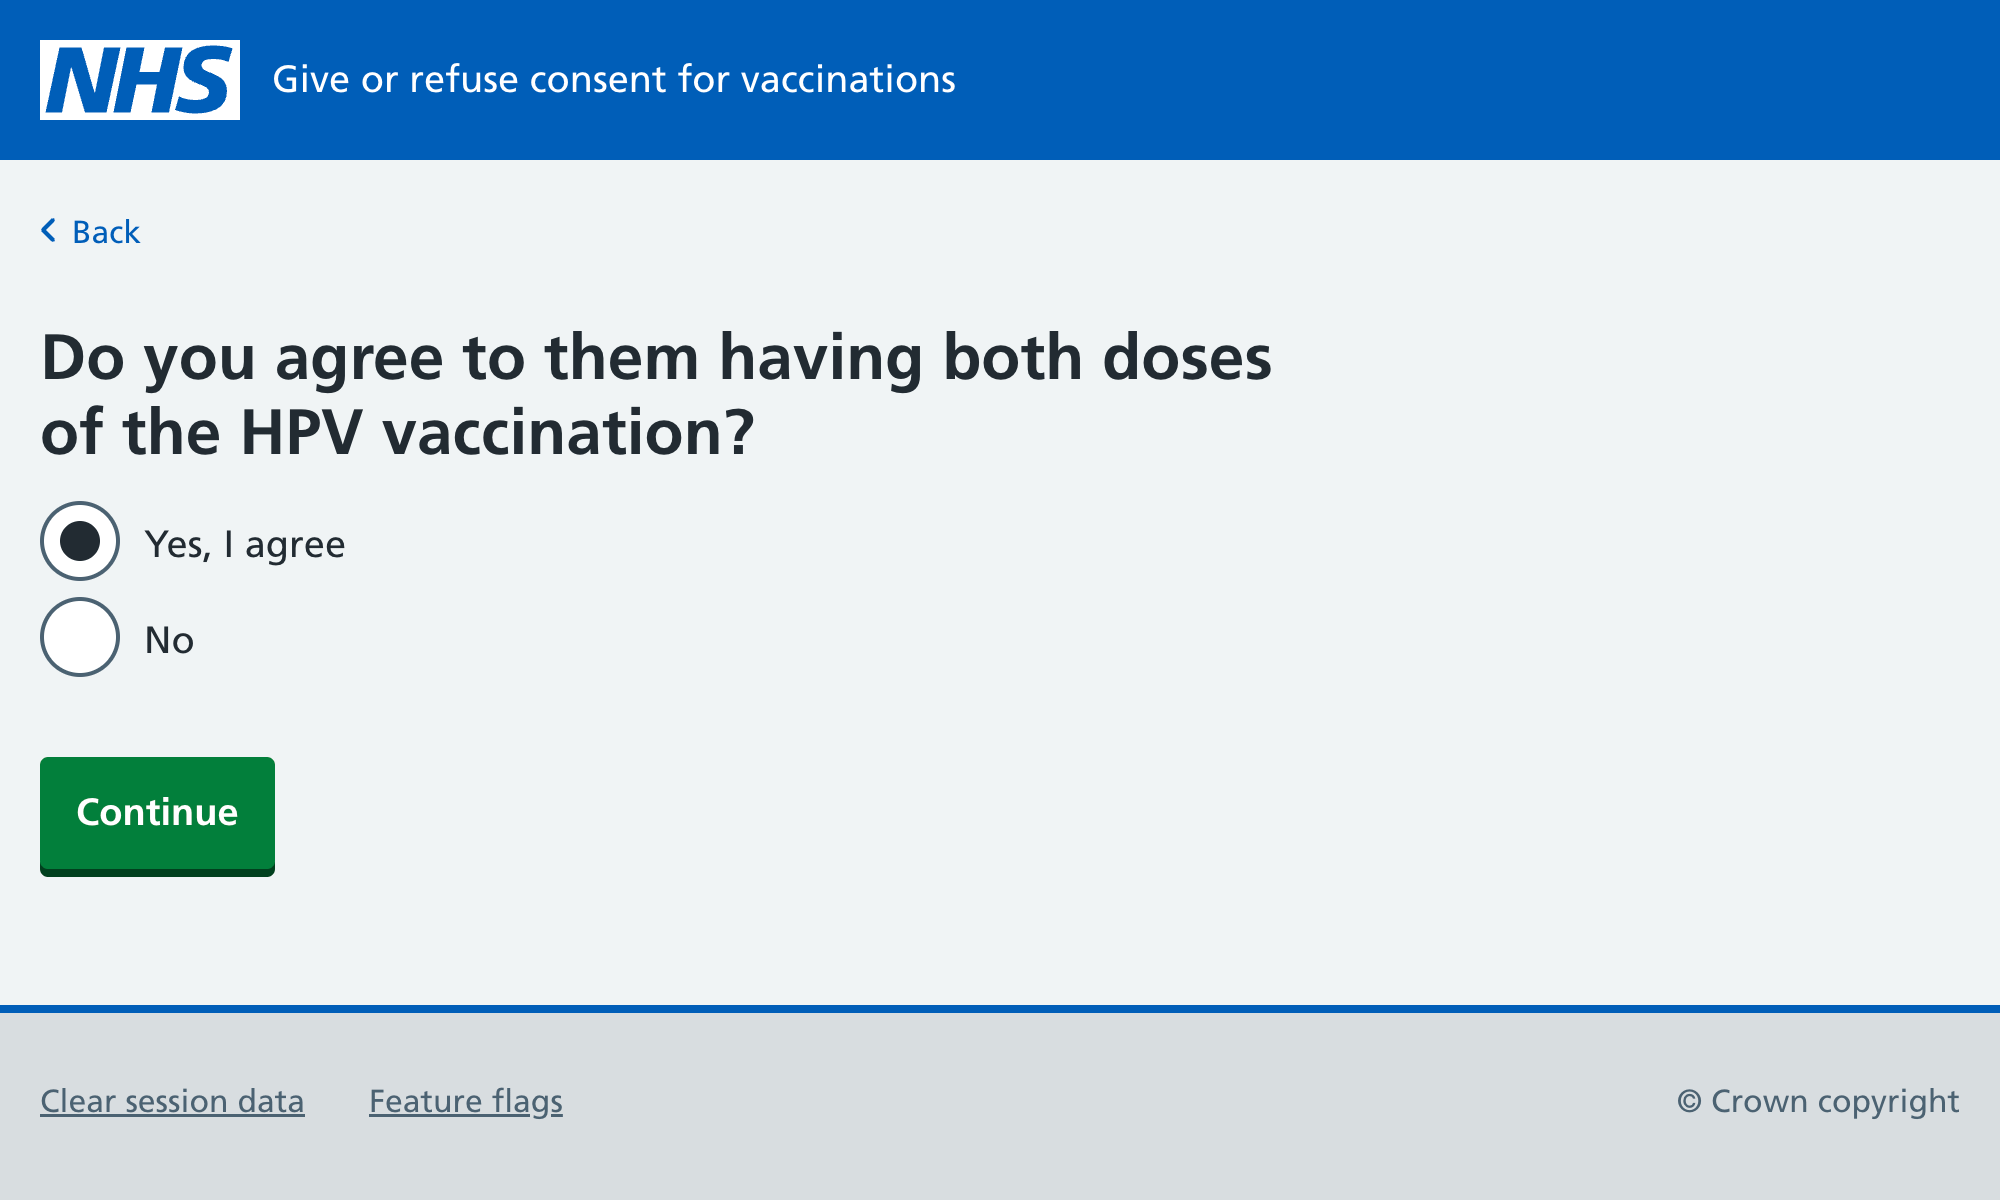 NHS Give or refuse consent for vaccinations
Back
Do you agree to them having both doses
of the HPV vaccination?
Yes, I agree
No
Continue
Clear session data Feature flags © Crown copyright